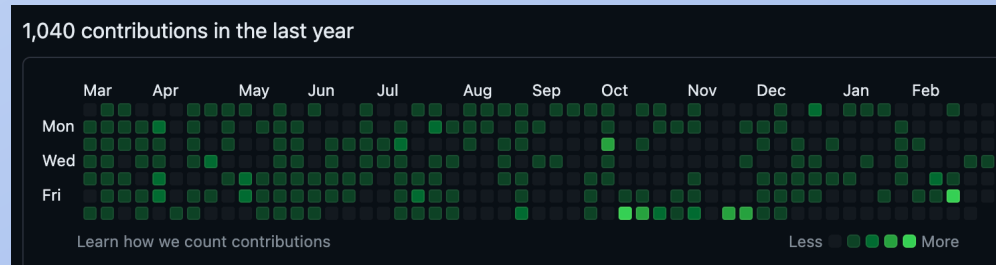 1,040 contributions in the last year
Mar Apr May Jun Jul Aug Sep Oct Nov Dec Jan Feb
Mon
Wed
Fri
Learn how we count contributions
Less More